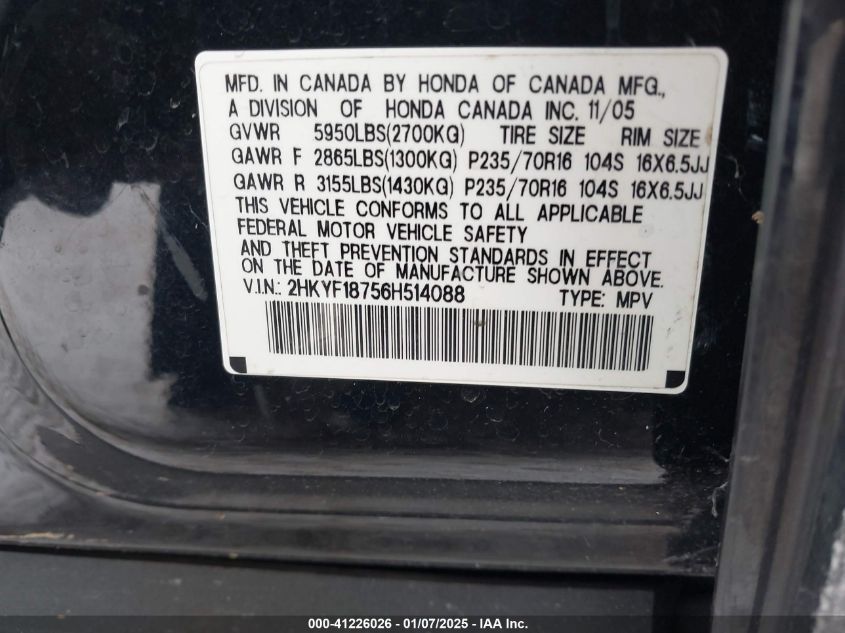 MFD. IN CANADA BY HONDA OF CANADA MFG.,
A DIVISION OF HONDA CANADA INC. 11/05
GVWR 5950LBS(2700KG) TIRE SIZE RIM SIZE
GAWR F 2865LBS(1300KG) P235/70R16 104S 16X6.5JJ
GAWR R 3155LBS(1430KG) P235/70R16 104S 16X6.5JJ
THIS VEHICLE CONFORMS TO ALL APPLICABLE
FEDERAL MOTOR VEHICLE SAFETY
AND THEFT PREVENTION STANDARDS IN EFFECT
ON THE DATE OF MANUFACTURE SHOWN ABOVE.
V.I.N.: 2HKYF18756H514088 TYPE: MPV
000-41226026 - 01/07/2025 - IAA Inc.